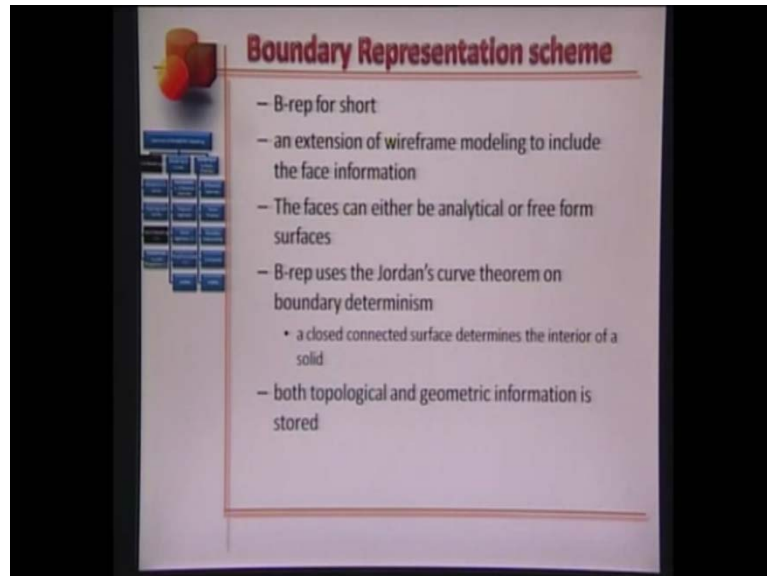 Boundary Representation scheme
– B-rep for short
– an extension of wireframe modeling to include
the face information
– The faces can either be analytical or free form
surfaces
– B-rep uses the Jordan's curve theorem on
boundary determinism
• a closed connected surface determines the interior of a
solid
– both topological and geometric information is
stored